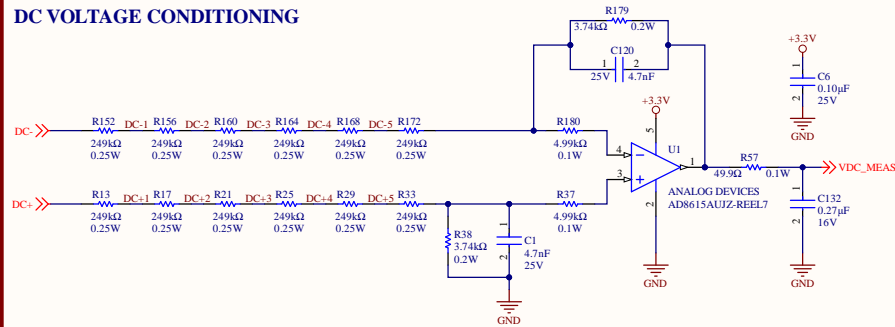 DC VOLTAGE CONDITIONING
R179
3.74kΩ 0.2W
C120
1 2
25V 4.7nF
+3.3V
1
C6
0.10µF
25V
2
GND
DC-
R152 DC-1 R156 DC-2 R160 DC-3 R164 DC-4 R168 DC-5 R172
249kΩ 249kΩ 249kΩ 249kΩ 249kΩ 249kΩ
0.25W 0.25W 0.25W 0.25W 0.25W 0.25W
R180
4.99kΩ
0.1W
+3.3V
5
U1
4
3
1
2
ANALOG DEVICES
AD8615AUJZ-REEL7
GND
R57
49.9Ω 0.1W
VDC_MEAS
1
C132
0.27µF
16V
2
GND
DC+
R13 DC+1 R17 DC+2 R21 DC+3 R25 DC+4 R29 DC+5 R33
249kΩ 249kΩ 249kΩ 249kΩ 249kΩ 249kΩ
0.25W 0.25W 0.25W 0.25W 0.25W 0.25W
R37
4.99kΩ
0.1W
R38
3.74kΩ
0.2W
1
C1
4.7nF
25V
2
GND